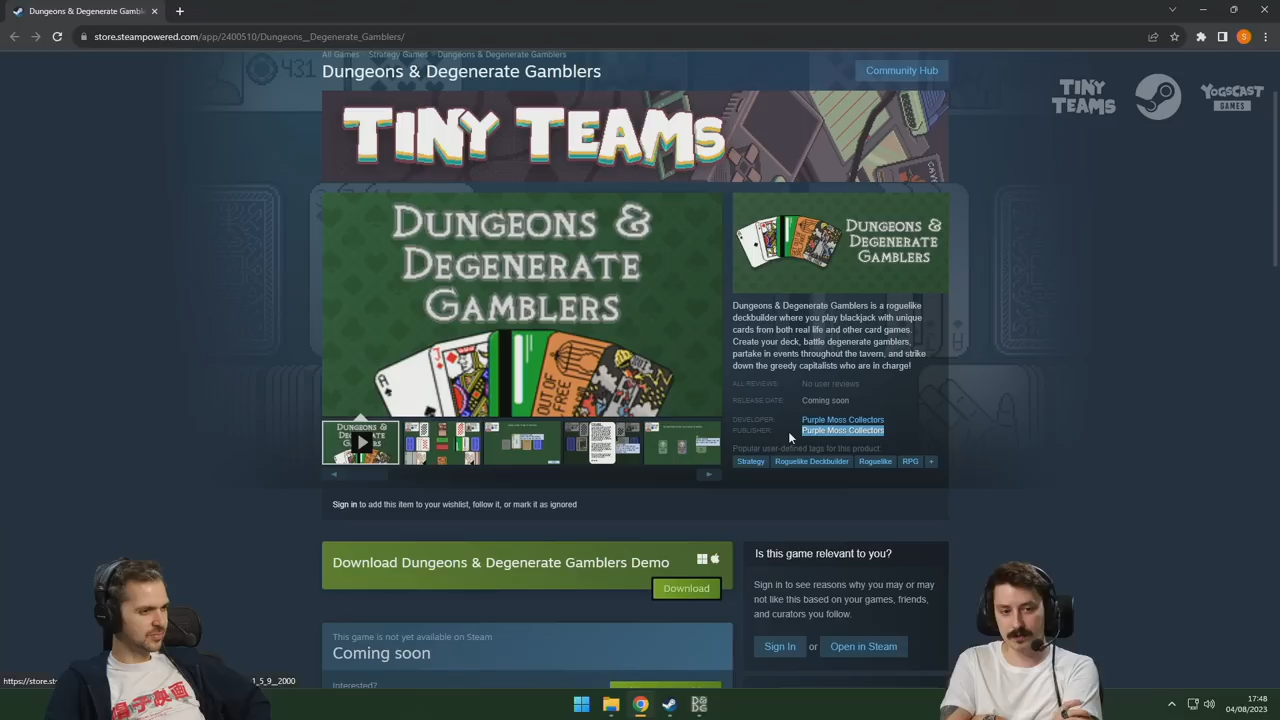 Dungeons & Degenerate Gambl
store.steampowered.com/app/2400510/Dungeons__Degenerate_Gamblers/
S
All Games > Strategy Games > Dungeons & Degenerate Gamblers
431
Dungeons & Degenerate Gamblers
Community Hub
TINY TEAMS
YOGSCAST GAMES
TINY TEAMS
DUNGEONS &
DEGENERATE
GAMBLERS
DUNGEONS &
DEGENERATE
GAMBLERS
Dungeons & Degenerate Gamblers is a roguelike
deckbuilder where you play blackjack with unique
cards from both real life and other card games.
Create your deck, battle degenerate gamblers,
partake in events throughout the tavern, and strike
down the greedy capitalists who are in charge!
ALL REVIEWS: No user reviews
RELEASE DATE: Coming soon
DEVELOPER: Purple Moss Collectors
PUBLISHER: Purple Moss Collectors
Popular user-defined tags for this product:
Strategy Roguelike Deckbuilder Roguelike RPG +
Sign in to add this item to your wishlist, follow it, or mark it as ignored
Download Dungeons & Degenerate Gamblers Demo
Download
Is this game relevant to you?
Sign in to see reasons why you may or may
not like this based on your games, friends,
and curators you follow.
Sign In or Open in Steam
This game is not yet available on Steam
Coming soon
Interested?
https://store.st
1_5_9__2000
17:48
04/08/2023